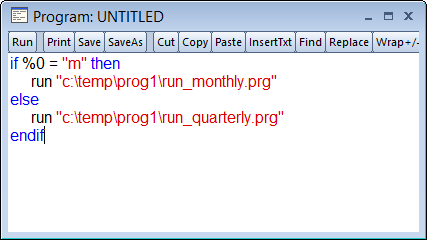 Program: UNTITLED
Run Print Save SaveAs Cut Copy Paste InsertTxt Find Replace Wrap+/-
if %0 = "m" then
run "c:\temp\prog1\run_monthly.prg"
else
run "c:\temp\prog1\run_quarterly.prg"
endif